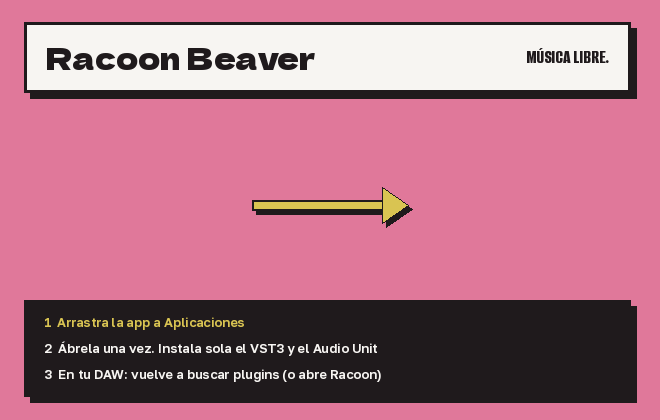 Racoon Beaver
MÚSICA LIBRE.
1 Arrastra la app a Aplicaciones
2 Ábrela una vez. Instala sola el VST3 y el Audio Unit
3 En tu DAW: vuelve a buscar plugins (o abre Racoon)